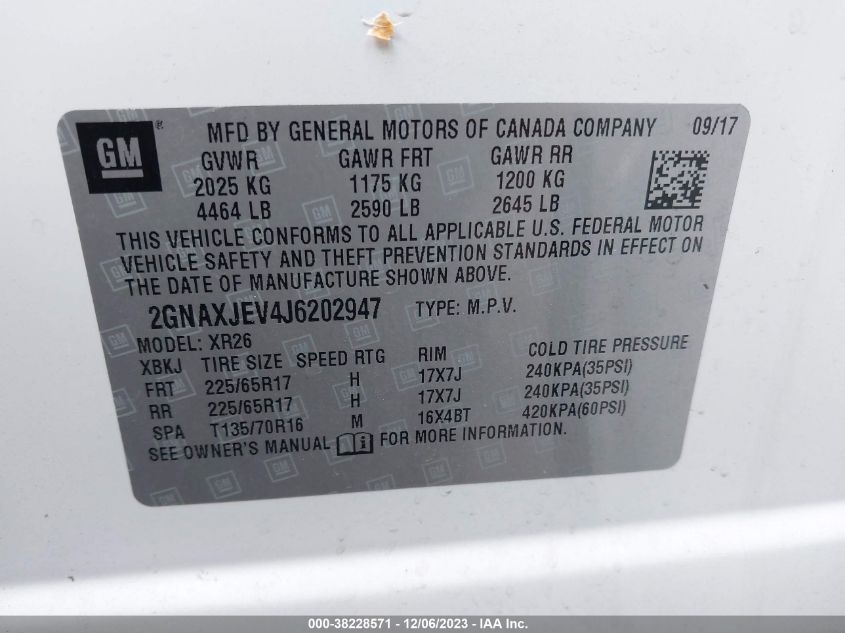 GM ® MFD BY GENERAL MOTORS OF CANADA COMPANY 09/17
GVWR GAWR FRT GAWR RR
2025 KG 1175 KG 1200 KG
4464 LB 2590 LB 2645 LB
THIS VEHICLE CONFORMS TO ALL APPLICABLE U.S. FEDERAL MOTOR
VEHICLE SAFETY AND THEFT PREVENTION STANDARDS IN EFFECT ON
THE DATE OF MANUFACTURE SHOWN ABOVE.
2GNAXJEV4J6202947 TYPE: M.P.V.
MODEL: XR26
XBKJ TIRE SIZE SPEED RTG RIM COLD TIRE PRESSURE
FRT 225/65R17 H 17X7J 240KPA(35PSI)
RR 225/65R17 H 17X7J 240KPA(35PSI)
SPA T135/70R16 M 16X4BT 420KPA(60PSI)
SEE OWNER'S MANUAL FOR MORE INFORMATION.
000-38228571 - 12/06/2023 - IAA Inc.